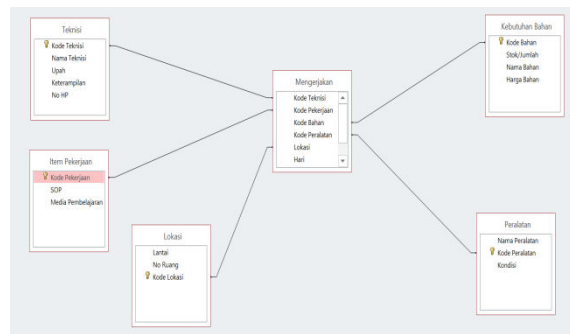 Teknisi
Kode Teknisi
Nama Teknisi
Upah
Keterampilan
No HP
Kebutuhan Bahan
Kode Bahan
Stok/Jumlah
Nama Bahan
Harga Bahan
Mengerjakan
Kode Teknisi
Kode Pekerjaan
Kode Bahan
Kode Peralatan
Lokasi
Hari
Item Pekerjaan
Kode Pekerjaan
SOP
Media Pembelajaran
Lokasi
Lantai
No Ruang
Kode Lokasi
Peralatan
Nama Peralatan
Kode Peralatan
Kondisi